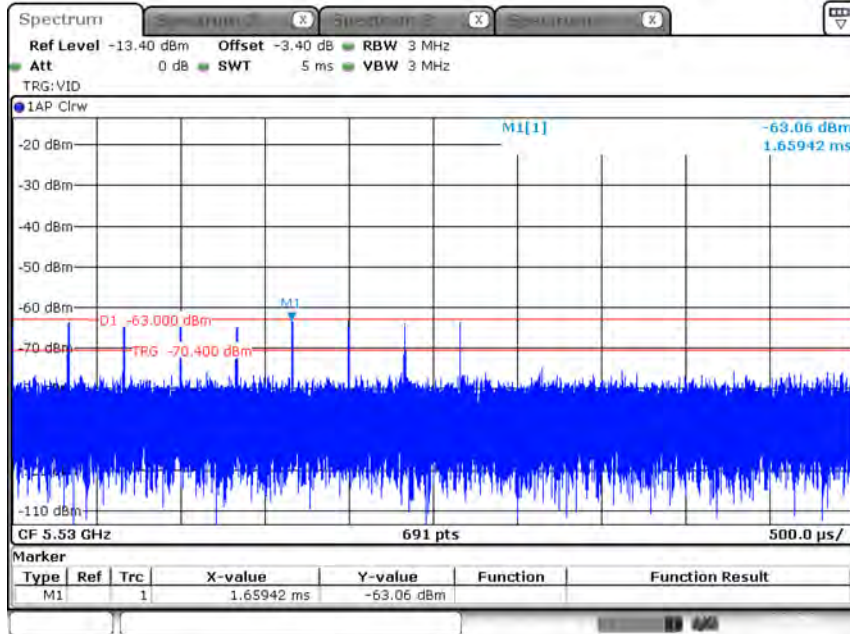 Spectrum
Ref Level -13.40 dBm Offset -3.40 dB RBW 3 MHz
Att 0 dB SWT 5 ms VBW 3 MHz
TRG:VID
1AP Clrw
M1[1] -63.06 dBm
1.65942 ms
-20 dBm
-30 dBm
-40 dBm
-50 dBm
-60 dBm
M1
D1 -63.000 dBm
-70 dBm
TRG -70.400 dBm
-110 dBm
CF 5.53 GHz 691 pts 500.0 µs/
Marker
Type Ref Trc X-value Y-value Function Function Result
M1 1 1.65942 ms -63.06 dBm